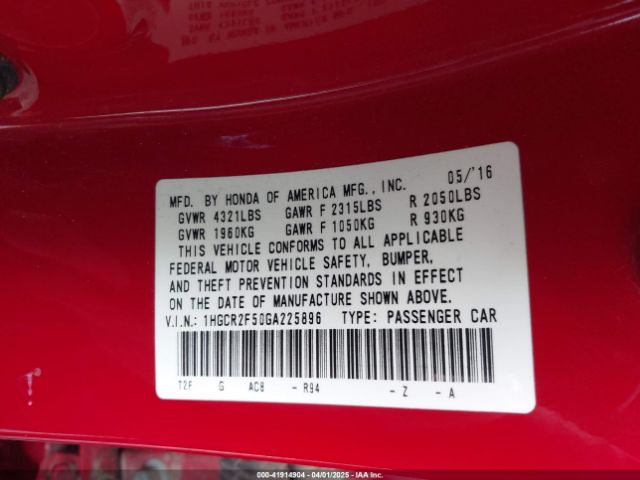 MFD. BY HONDA OF AMERICA MFG., INC. 05/'16
GVWR 4321LBS GAWR F 2315LBS R 2050LBS
GVWR 1960KG GAWR F 1050KG R 930KG
THIS VEHICLE CONFORMS TO ALL APPLICABLE
FEDERAL MOTOR VEHICLE SAFETY, BUMPER,
AND THEFT PREVENTION STANDARDS IN EFFECT
ON THE DATE OF MANUFACTURE SHOWN ABOVE.
V.I.N.: 1HGCR2F50GA225896 TYPE: PASSENGER CAR
T2F G AC8 - R94 - Z - A
000-41914904 - 04/01/2025 - IAA Inc.